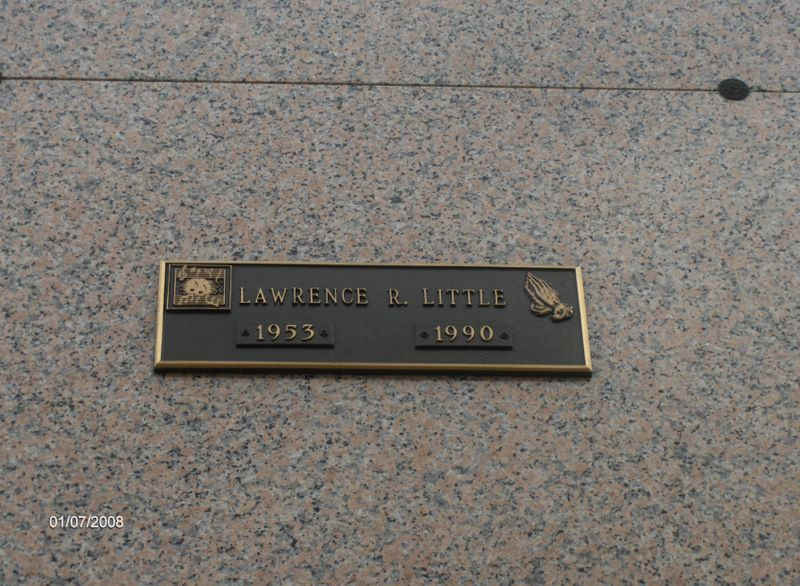 LAWRENCE R. LITTLE
1953 1990
01/07/2008